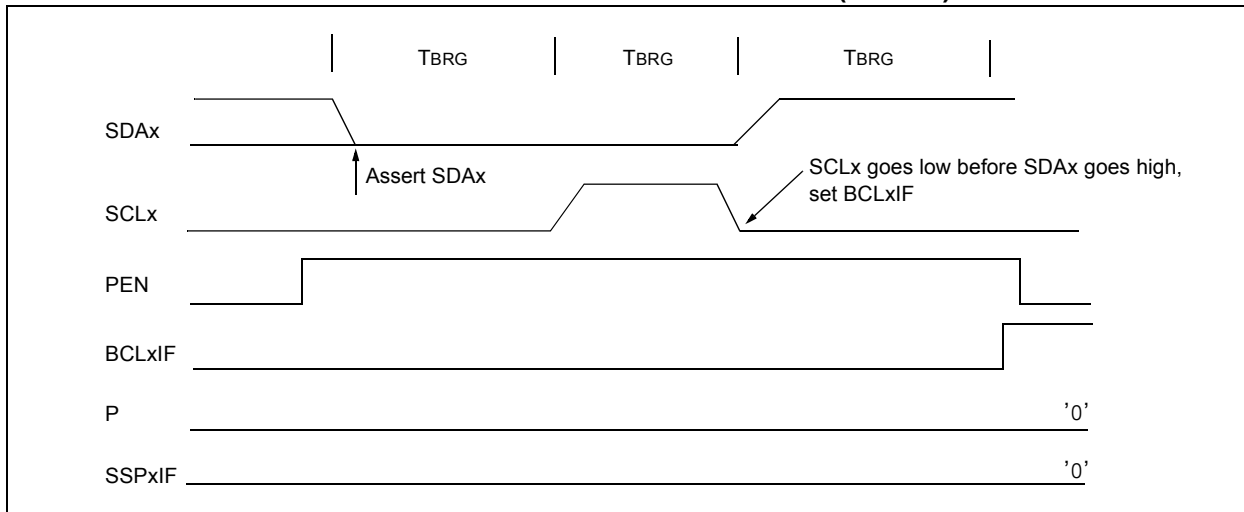 TBRG TBRG TBRG
SDAx
Assert SDAx
SCLx goes low before SDAx goes high,
set BCLxIF
SCLx
PEN
BCLxIF
P '0'
SSPxIF '0'